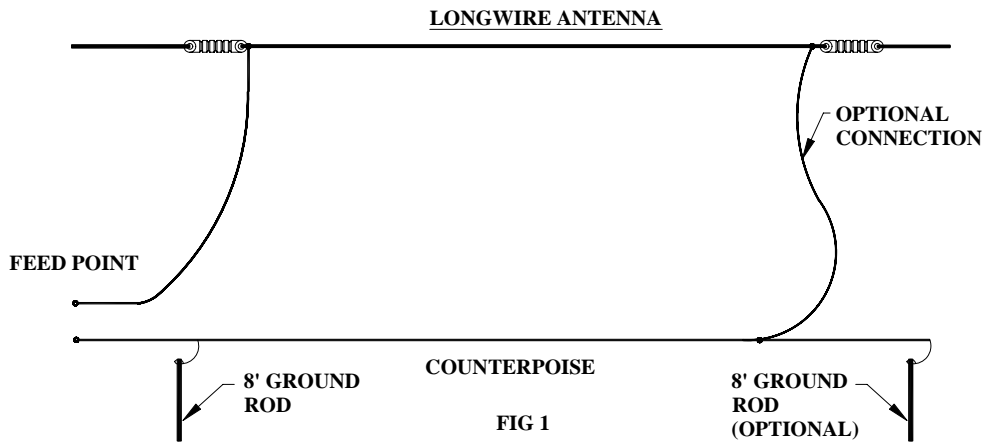 LONGWIRE ANTENNA
OPTIONAL
CONNECTION
FEED POINT
COUNTERPOISE
8' GROUND
ROD
8' GROUND
ROD
(OPTIONAL)
FIG 1